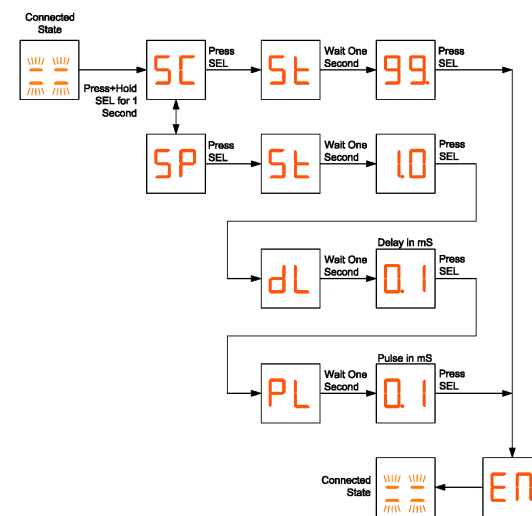 Connected
State
Press+Hold
SEL for 1
Second
SC
Press
SEL
St
Wait One
Second
99.
Press
SEL
SP
Press
SEL
St
Wait One
Second
1.0
Press
SEL
dL
Wait One
Second
Delay in mS
0.1
Press
SEL
PL
Wait One
Second
Pulse in mS
0.1
Press
SEL
Connected
State
En